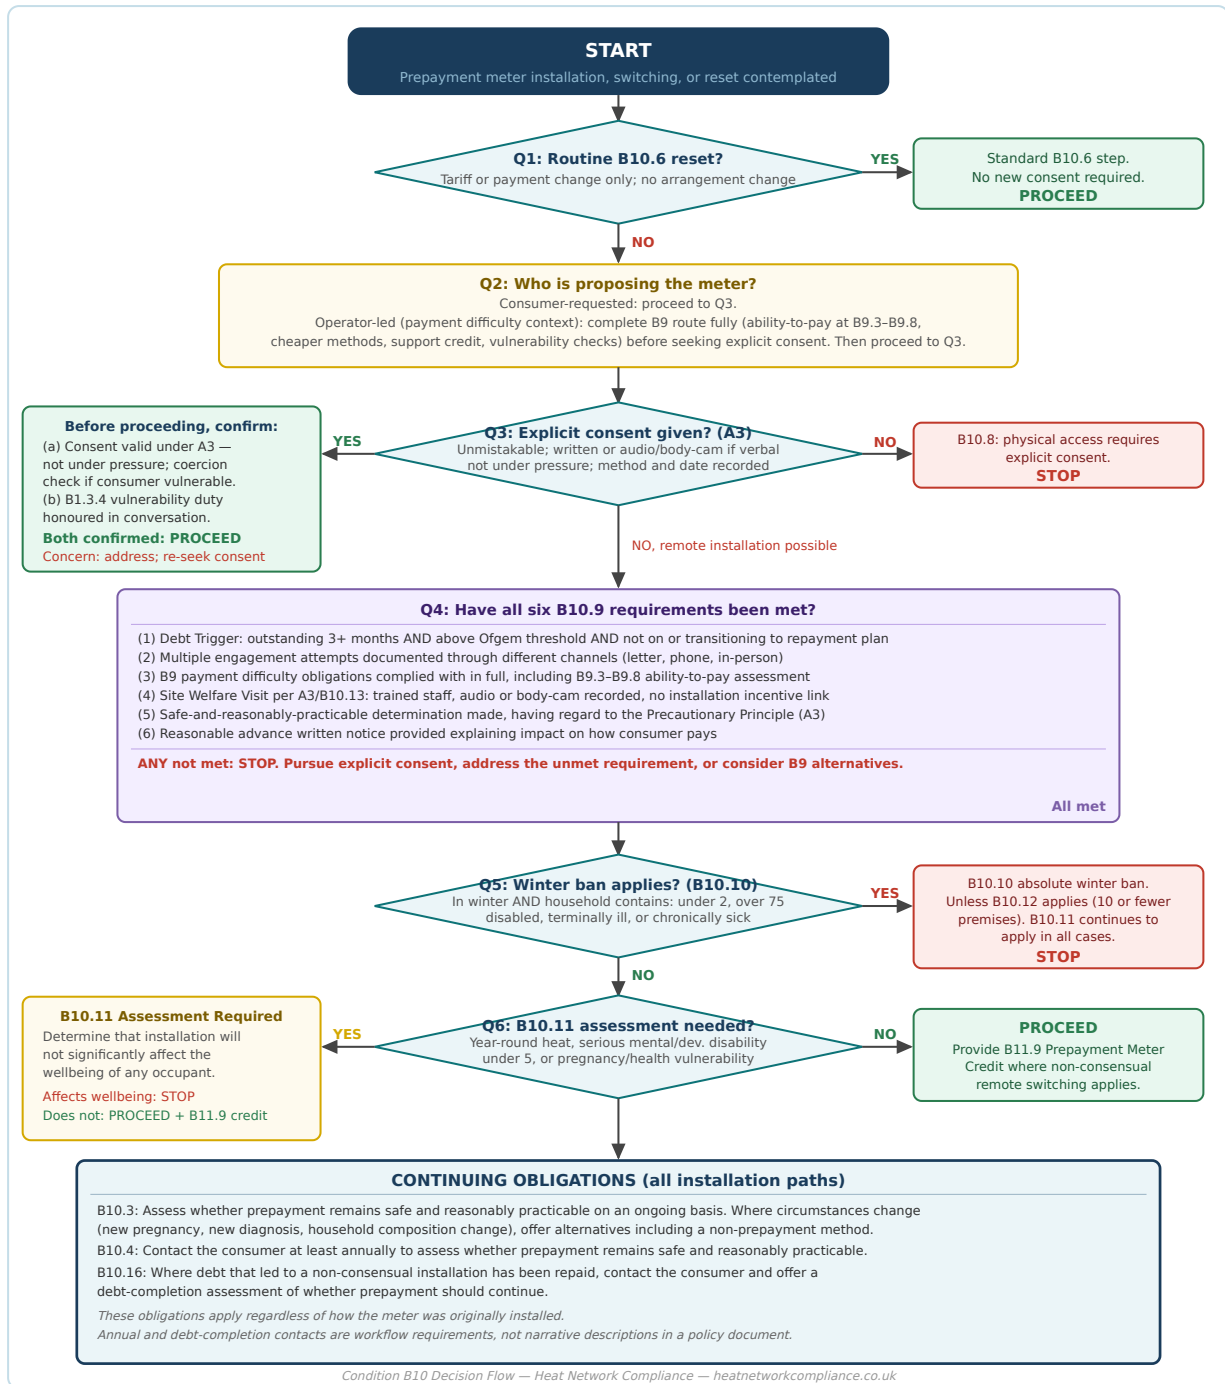 START
Prepayment meter installation, switching, or reset contemplated
Q1: Routine B10.6 reset?
Tariff or payment change only; no arrangement change
YES
Standard B10.6 step.
No new consent required.
PROCEED
NO
Q2: Who is proposing the meter?
Consumer-requested: proceed to Q3.
Operator-led (payment difficulty context): complete B9 route fully (ability-to-pay at B9.3–B9.8,
cheaper methods, support credit, vulnerability checks) before seeking explicit consent. Then proceed to Q3.
Before proceeding, confirm:
(a) Consent valid under A3 —
not under pressure; coercion
check if consumer vulnerable.
(b) B1.3.4 vulnerability duty
honoured in conversation.
Both confirmed: PROCEED
Concern: address; re-seek consent
YES
Q3: Explicit consent given? (A3)
Unmistakable; written or audio/body-cam if verbal
not under pressure; method and date recorded
NO
B10.8: physical access requires
explicit consent.
STOP
NO, remote installation possible
Q4: Have all six B10.9 requirements been met?
(1) Debt Trigger: outstanding 3+ months AND above Ofgem threshold AND not on or transitioning to repayment plan
(2) Multiple engagement attempts documented through different channels (letter, phone, in-person)
(3) B9 payment difficulty obligations complied with in full, including B9.3–B9.8 ability-to-pay assessment
(4) Site Welfare Visit per A3/B10.13: trained staff, audio or body-cam recorded, no installation incentive link
(5) Safe-and-reasonably-practicable determination made, having regard to the Precautionary Principle (A3)
(6) Reasonable advance written notice provided explaining impact on how consumer pays
ANY not met: STOP. Pursue explicit consent, address the unmet requirement, or consider B9 alternatives.
All met
Q5: Winter ban applies? (B10.10)
In winter AND household contains: under 2, over 75
disabled, terminally ill, or chronically sick
YES
B10.10 absolute winter ban.
Unless B10.12 applies (10 or fewer
premises). B10.11 continues to
apply in all cases.
STOP
NO
B10.11 Assessment Required
Determine that installation will
not significantly affect the
wellbeing of any occupant.
Affects wellbeing: STOP
Does not: PROCEED + B11.9 credit
YES
Q6: B10.11 assessment needed?
Year-round heat, serious mental/dev. disability
under 5, or pregnancy/health vulnerability
NO
PROCEED
Provide B11.9 Prepayment Meter
Credit where non-consensual
remote switching applies.
CONTINUING OBLIGATIONS (all installation paths)
B10.3: Assess whether prepayment remains safe and reasonably practicable on an ongoing basis. Where circumstances change
(new pregnancy, new diagnosis, household composition change), offer alternatives including a non-prepayment method.
B10.4: Contact the consumer at least annually to assess whether prepayment remains safe and reasonably practicable.
B10.16: Where debt that led to a non-consensual installation has been repaid, contact the consumer and offer a
debt-completion assessment of whether prepayment should continue.
These obligations apply regardless of how the meter was originally installed.
Annual and debt-completion contacts are workflow requirements, not narrative descriptions in a policy document.
Condition B10 Decision Flow — Heat Network Compliance — heatnetworkcompliance.co.uk